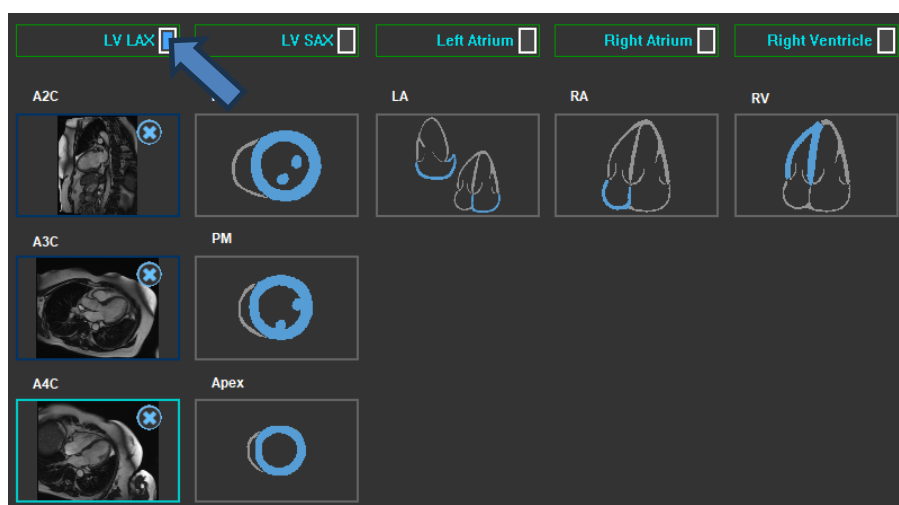 LV LAX
LV SAX
Left Atrium
Right Atrium
Right Ventricle
A2C
LA
RA
RV
A3C
PM
A4C
Apex